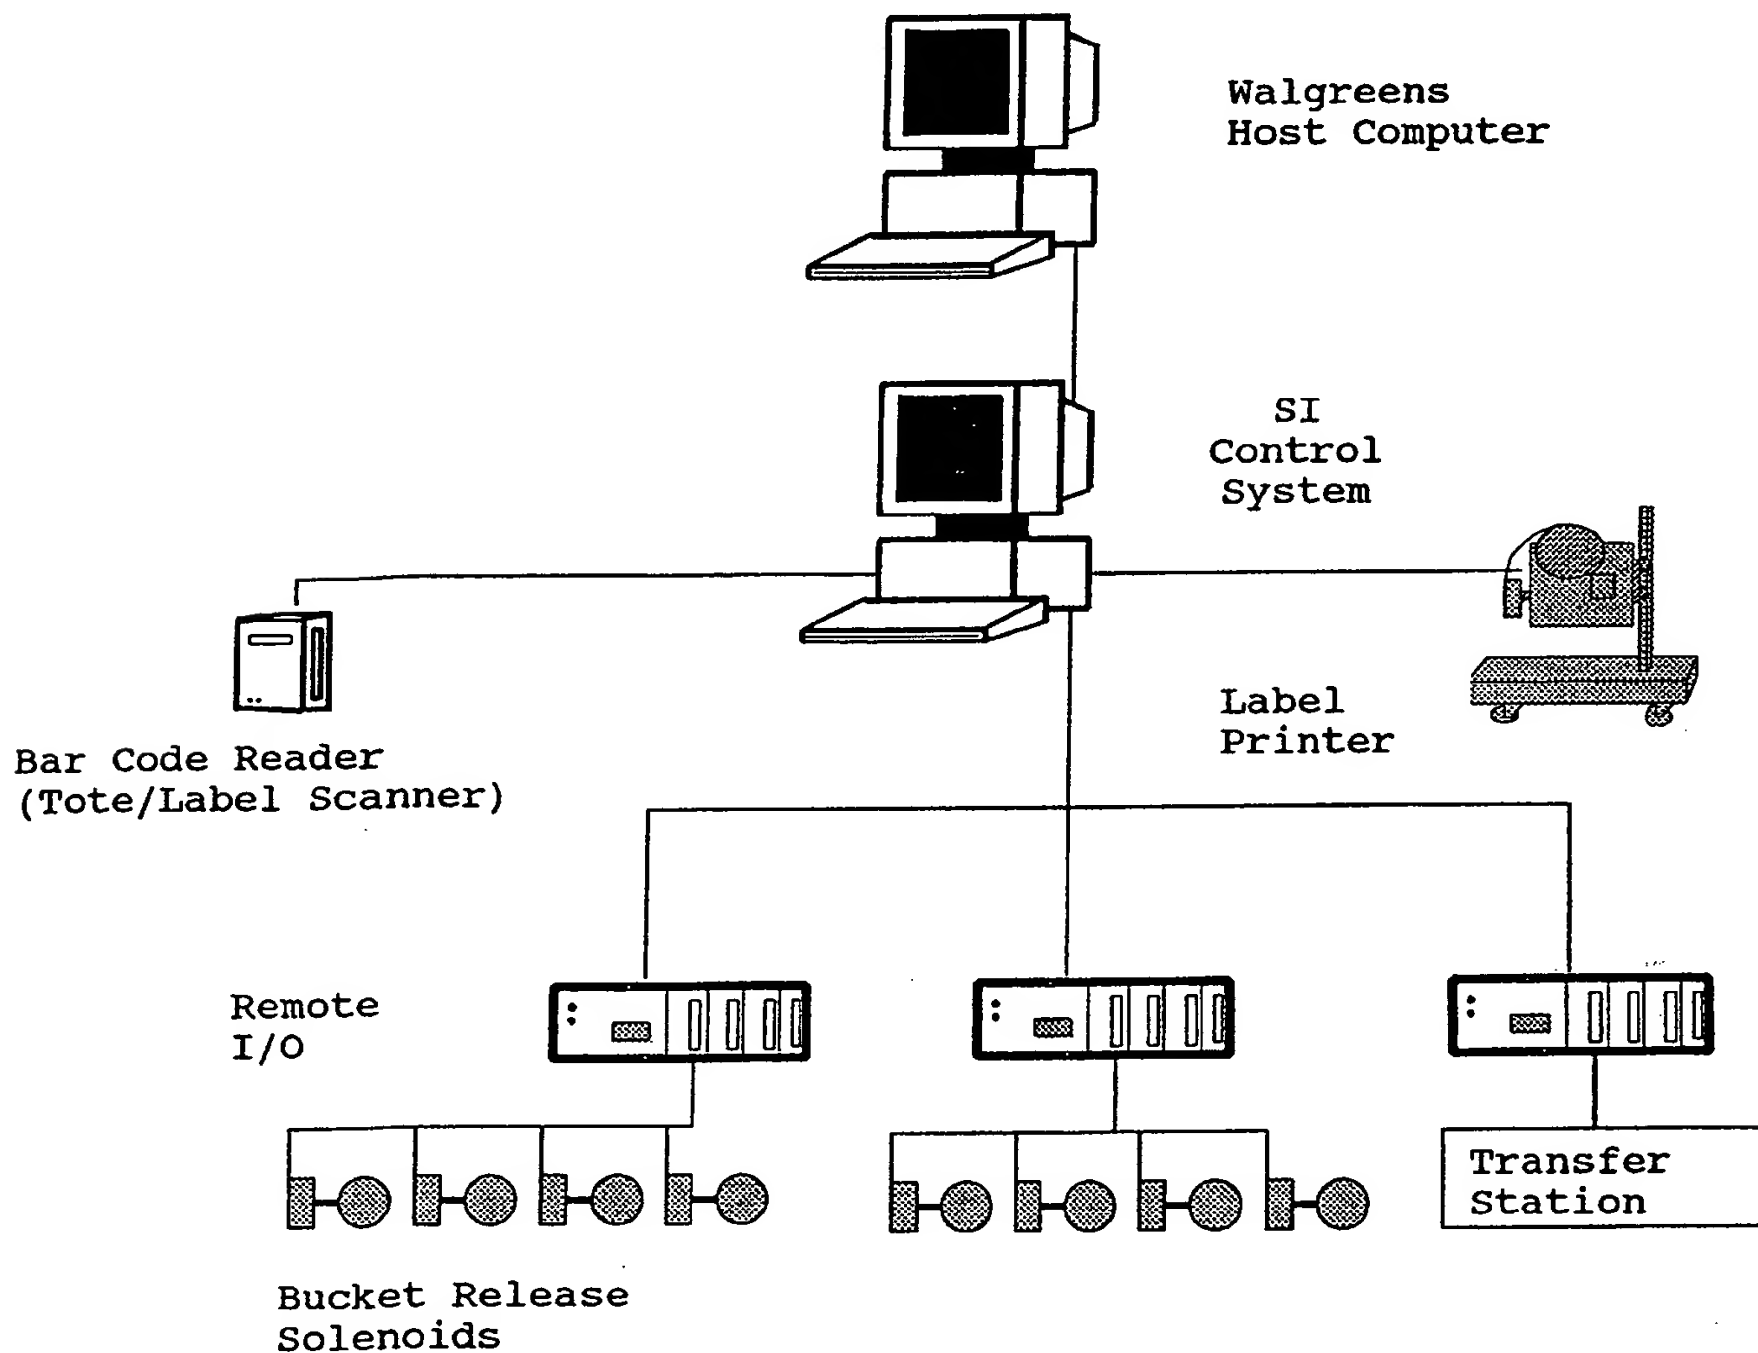 Walgreens
Host Computer
SI
Control
System
Label
Printer
Bar Code Reader
(Tote/Label Scanner)
Remote
I/O
Transfer
Station
Bucket Release
Solenoids